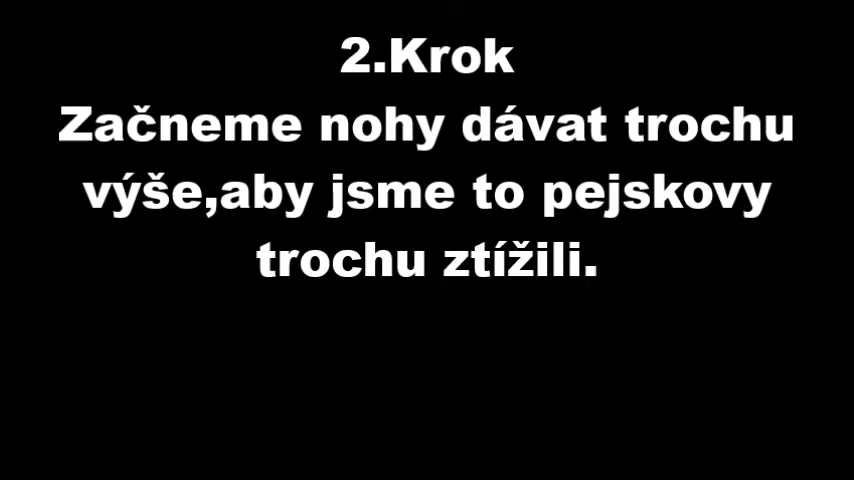 2.Krok
Začneme nohy dávat trochu
výše,aby jsme to pejskovy
trochu ztížili.